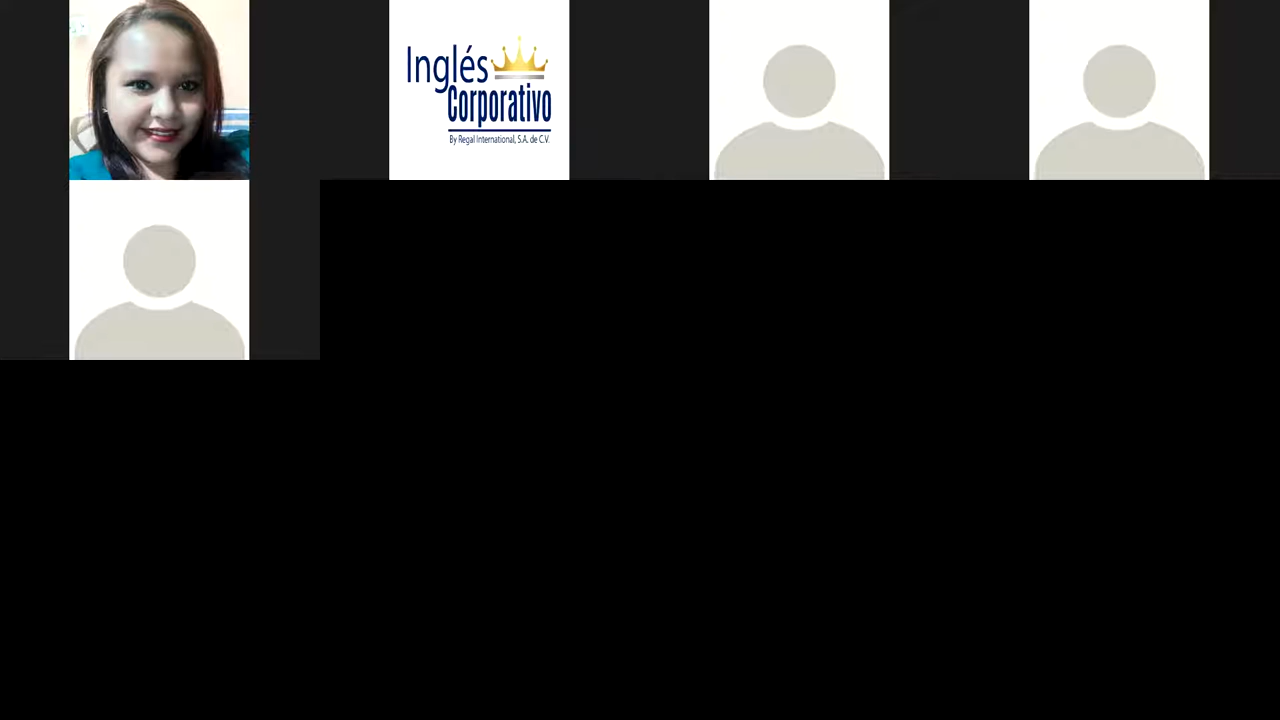 Inglés
Corporativo
By Regal International, S.A. de C.V.